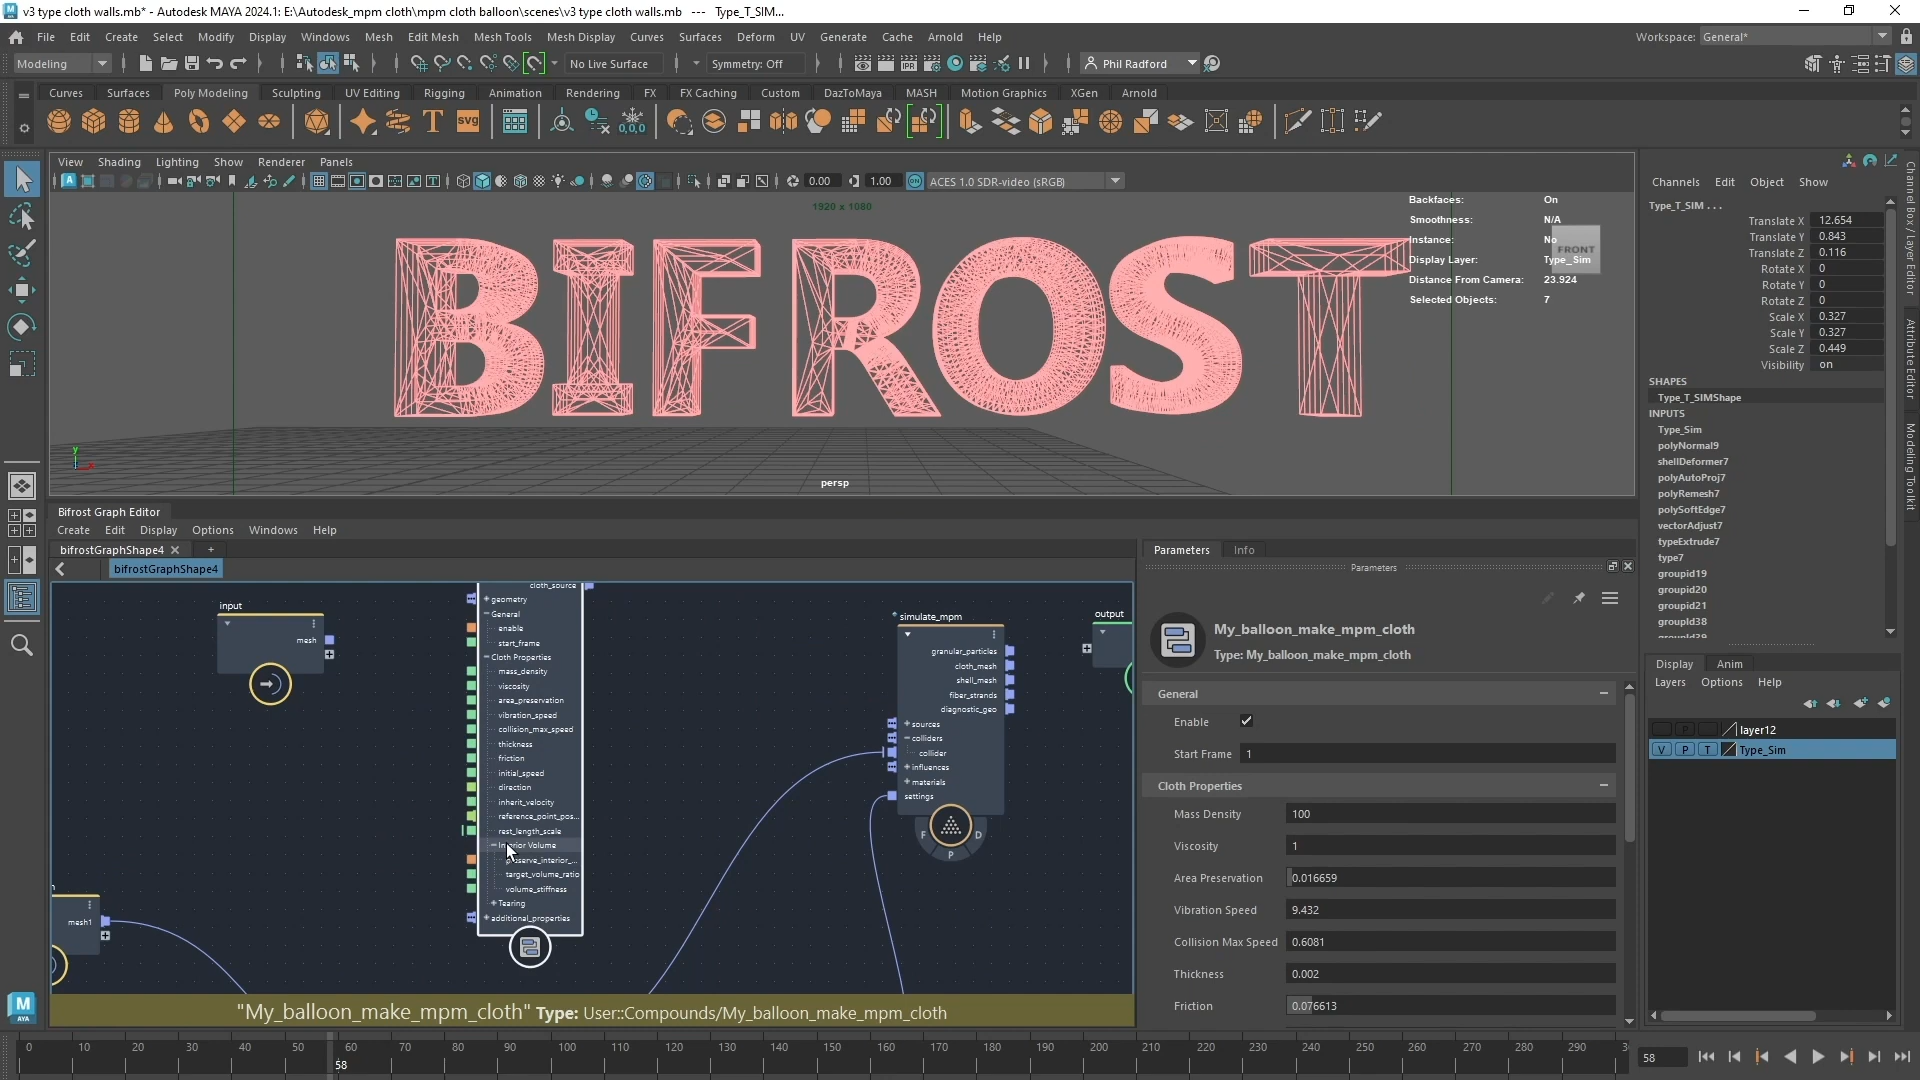 v3 type cloth walls.mb* - Autodesk MAYA 2024.1: E:\Autodesk_mpm cloth\mpm cloth balloon\scenes\v3 type cloth walls.mb --- Type_T_SIM...
File Edit Create Select Modify Display Windows Mesh Edit Mesh Mesh Tools Mesh Display Curves Surfaces Deform UV Generate Cache Arnold Help
Workspace: General*
Modeling
No Live Surface
Symmetry: Off
Phil Radford
Curves Surfaces Poly Modeling Sculpting UV Editing Rigging Animation Rendering FX FX Caching Custom DazToMaya MASH Motion Graphics XGen Arnold
View Shading Lighting Show Renderer Panels
0.00 1.00 ACES 1.0 SDR-video (sRGB)
1920 x 1080
Backfaces: On
Smoothness: N/A
Instance: No
Display Layer: Type_Sim
Distance From Camera: 23.924
Selected Objects: 7
FRONT
BIFROST
persp
Channels Edit Object Show
Type_T_SIM . . .
Translate X 12.654
Translate Y 0.843
Translate Z 0.116
Rotate X 0
Rotate Y 0
Rotate Z 0
Scale X 0.327
Scale Y 0.327
Scale Z 0.449
Visibility on
SHAPES
Type_T_SIMShape
INPUTS
Type_Sim
polyNormal9
shellDeformer7
polyAutoProj7
polyRemesh7
polySoftEdge7
vectorAdjust7
typeExtrude7
type7
groupid19
groupid20
groupid21
groupId38
Channel Box / Layer Editor
Attribute Editor
Modeling Toolkit
Display Anim
Layers Options Help
P layer12
V P T Type_Sim
Bifrost Graph Editor
Create Edit Display Options Windows Help
bifrostGraphShape4
bifrostGraphShape4
input
mesh
mesh1
cloth_source
geometry
General
enable
start_frame
Cloth Properties
mass_density
viscosity
area_preservation
vibration_speed
collision_max_speed
thickness
friction
initial_speed
direction
inherit_velocity
reference_point_pos...
rest_length_scale
Interior Volume
preserve_interior_...
target_volume_ratio
volume_stiffness
Tearing
additional_properties
simulate_mpm
granular_particles
cloth_mesh
shell_mesh
fiber_strands
diagnostic_geo
sources
colliders
collider
influences
materials
settings
F D
P
output
"My_balloon_make_mpm_cloth" Type: User::Compounds/My_balloon_make_mpm_cloth
Parameters Info
Parameters
My_balloon_make_mpm_cloth
Type: My_balloon_make_mpm_cloth
General
Enable
Start Frame 1
Cloth Properties
Mass Density 100
Viscosity 1
Area Preservation 0.016659
Vibration Speed 9.432
Collision Max Speed 0.6081
Thickness 0.002
Friction 0.076613
0 10 20 30 40 50 60 70 80 90 100 110 120 130 140 150 160 170 180 190 200 210 220 230 240 250 260 270 280 290
58
58